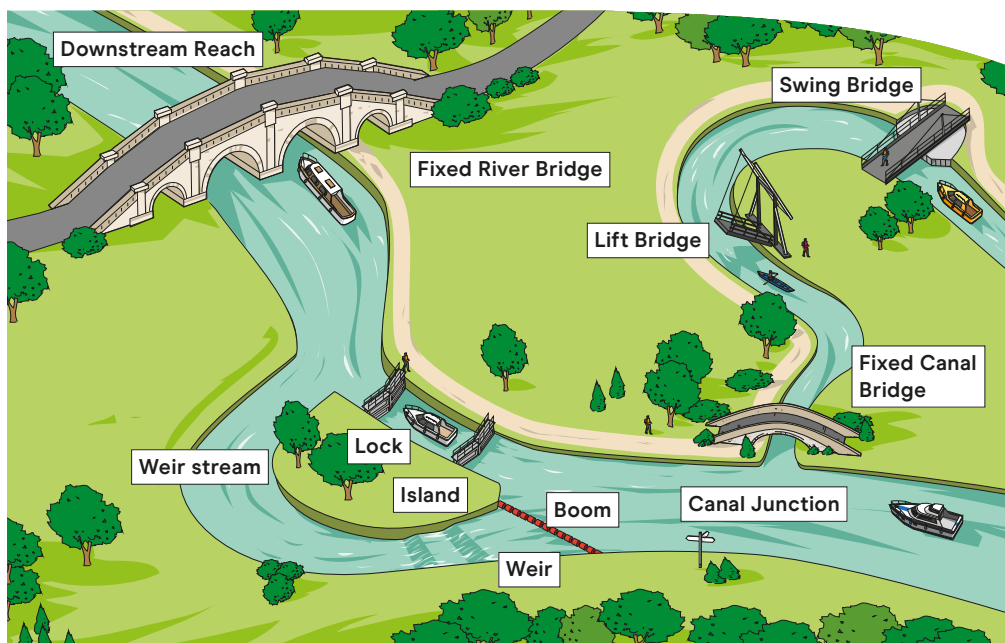 Downstream Reach
Swing Bridge
Fixed River Bridge
Lift Bridge
Fixed Canal
Bridge
Lock
Weir stream
Island
Boom
Canal Junction
Weir